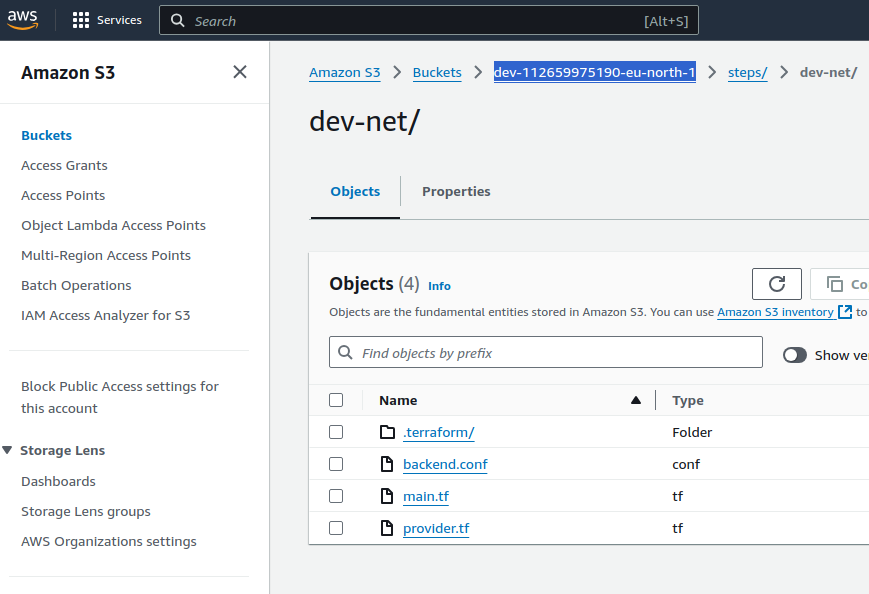 aws Services Search [Alt+S]
Amazon S3
Buckets
Access Grants
Access Points
Object Lambda Access Points
Multi-Region Access Points
Batch Operations
IAM Access Analyzer for S3
Block Public Access settings for
this account
Storage Lens
Dashboards
Storage Lens groups
AWS Organizations settings
Amazon S3 > Buckets > dev-112659975190-eu-north-1 > steps/ > dev-net/
dev-net/
Objects Properties
Objects (4) Info
Co
Objects are the fundamental entities stored in Amazon S3. You can use Amazon S3 inventory to
Find objects by prefix
Show ve
Name Type
.terraform/ Folder
backend.conf conf
main.tf tf
provider.tf tf